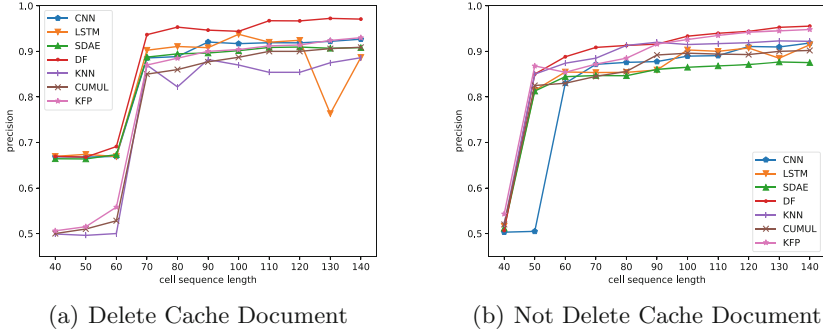 1.0
0.9
0.8
0.7
0.6
0.5
precision
40 50 60 70 80 90 100 110 120 130 140
cell sequence length
CNN
LSTM
SDAE
DF
KNN
CUMUL
KFP
(a) Delete Cache Document
1.0
0.9
0.8
0.7
0.6
0.5
precision
40 50 60 70 80 90 100 110 120 130 140
cell sequence length
CNN
LSTM
SDAE
DF
KNN
CUMUL
KFP
(b) Not Delete Cache Document